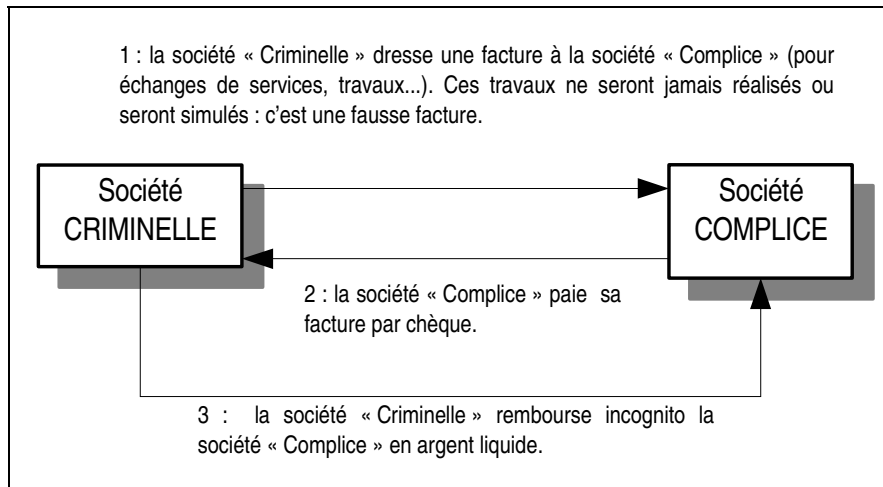 1 : la société « Criminelle » dresse une facture à la société « Complice » (pour
échanges de services, travaux...). Ces travaux ne seront jamais réalisés ou
seront simulés : c'est une fausse facture.
Société
CRIMINELLE
Société
COMPLICE
2 : la société « Complice » paie sa
facture par chèque.
3 : la société « Criminelle » rembourse incognito la
société « Complice » en argent liquide.